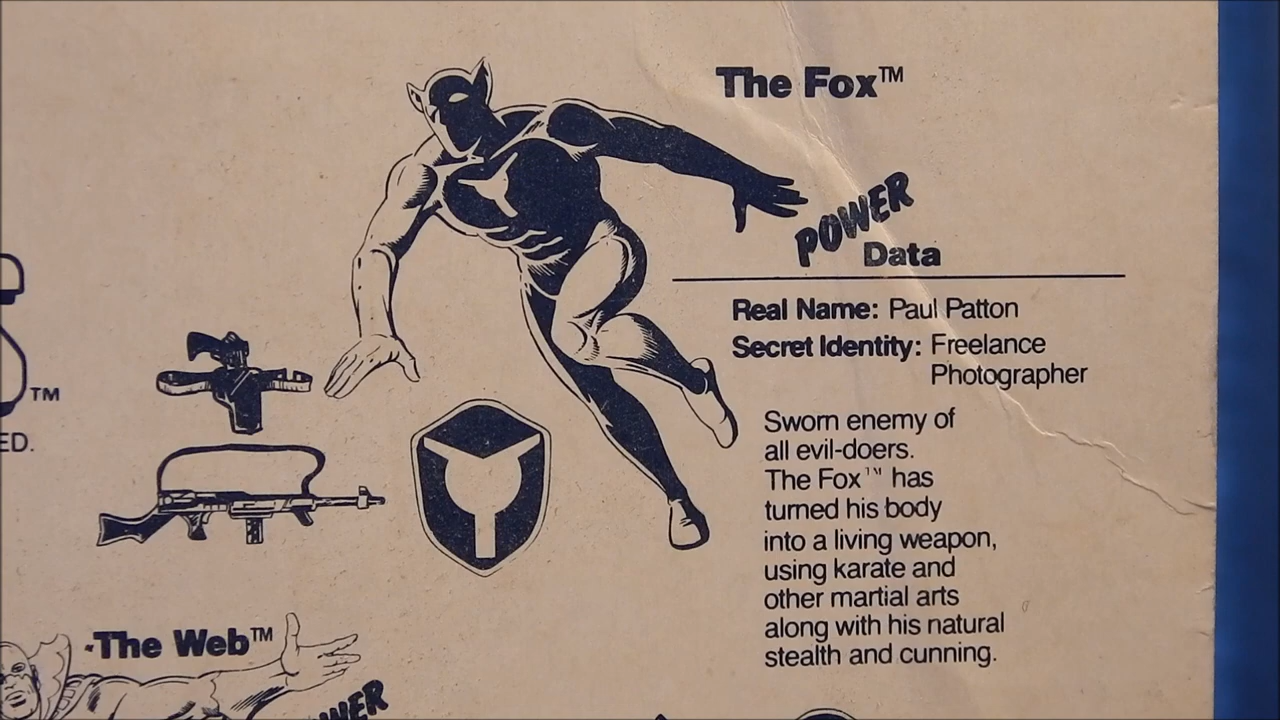 The Fox™
POWER
Data
Real Name: Paul Patton
Secret Identity: Freelance
Photographer
Sworn enemy of
all evil-doers.
The Fox™ has
turned his body
into a living weapon,
using karate and
other martial arts
along with his natural
stealth and cunning.
TM
ED.
The Web™
WER